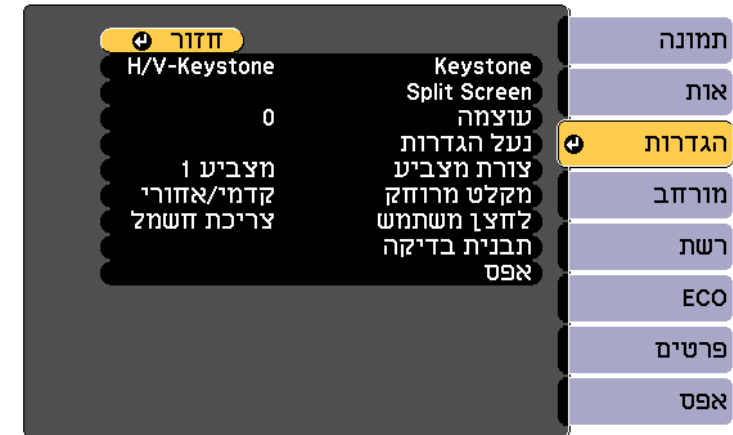 חזור
Keystone H/V-Keystone
Split Screen
עוצמה 0
נעל הגדרות
צורת מצביע מצביע 1
מקלט מרוחק קדמי/אחורי
לחצן משתמש צריכת חשמל
תבנית בדיקה
אפס
תמונה
אות
הגדרות
מורחב
רשת
ECO
פרטים
אפס